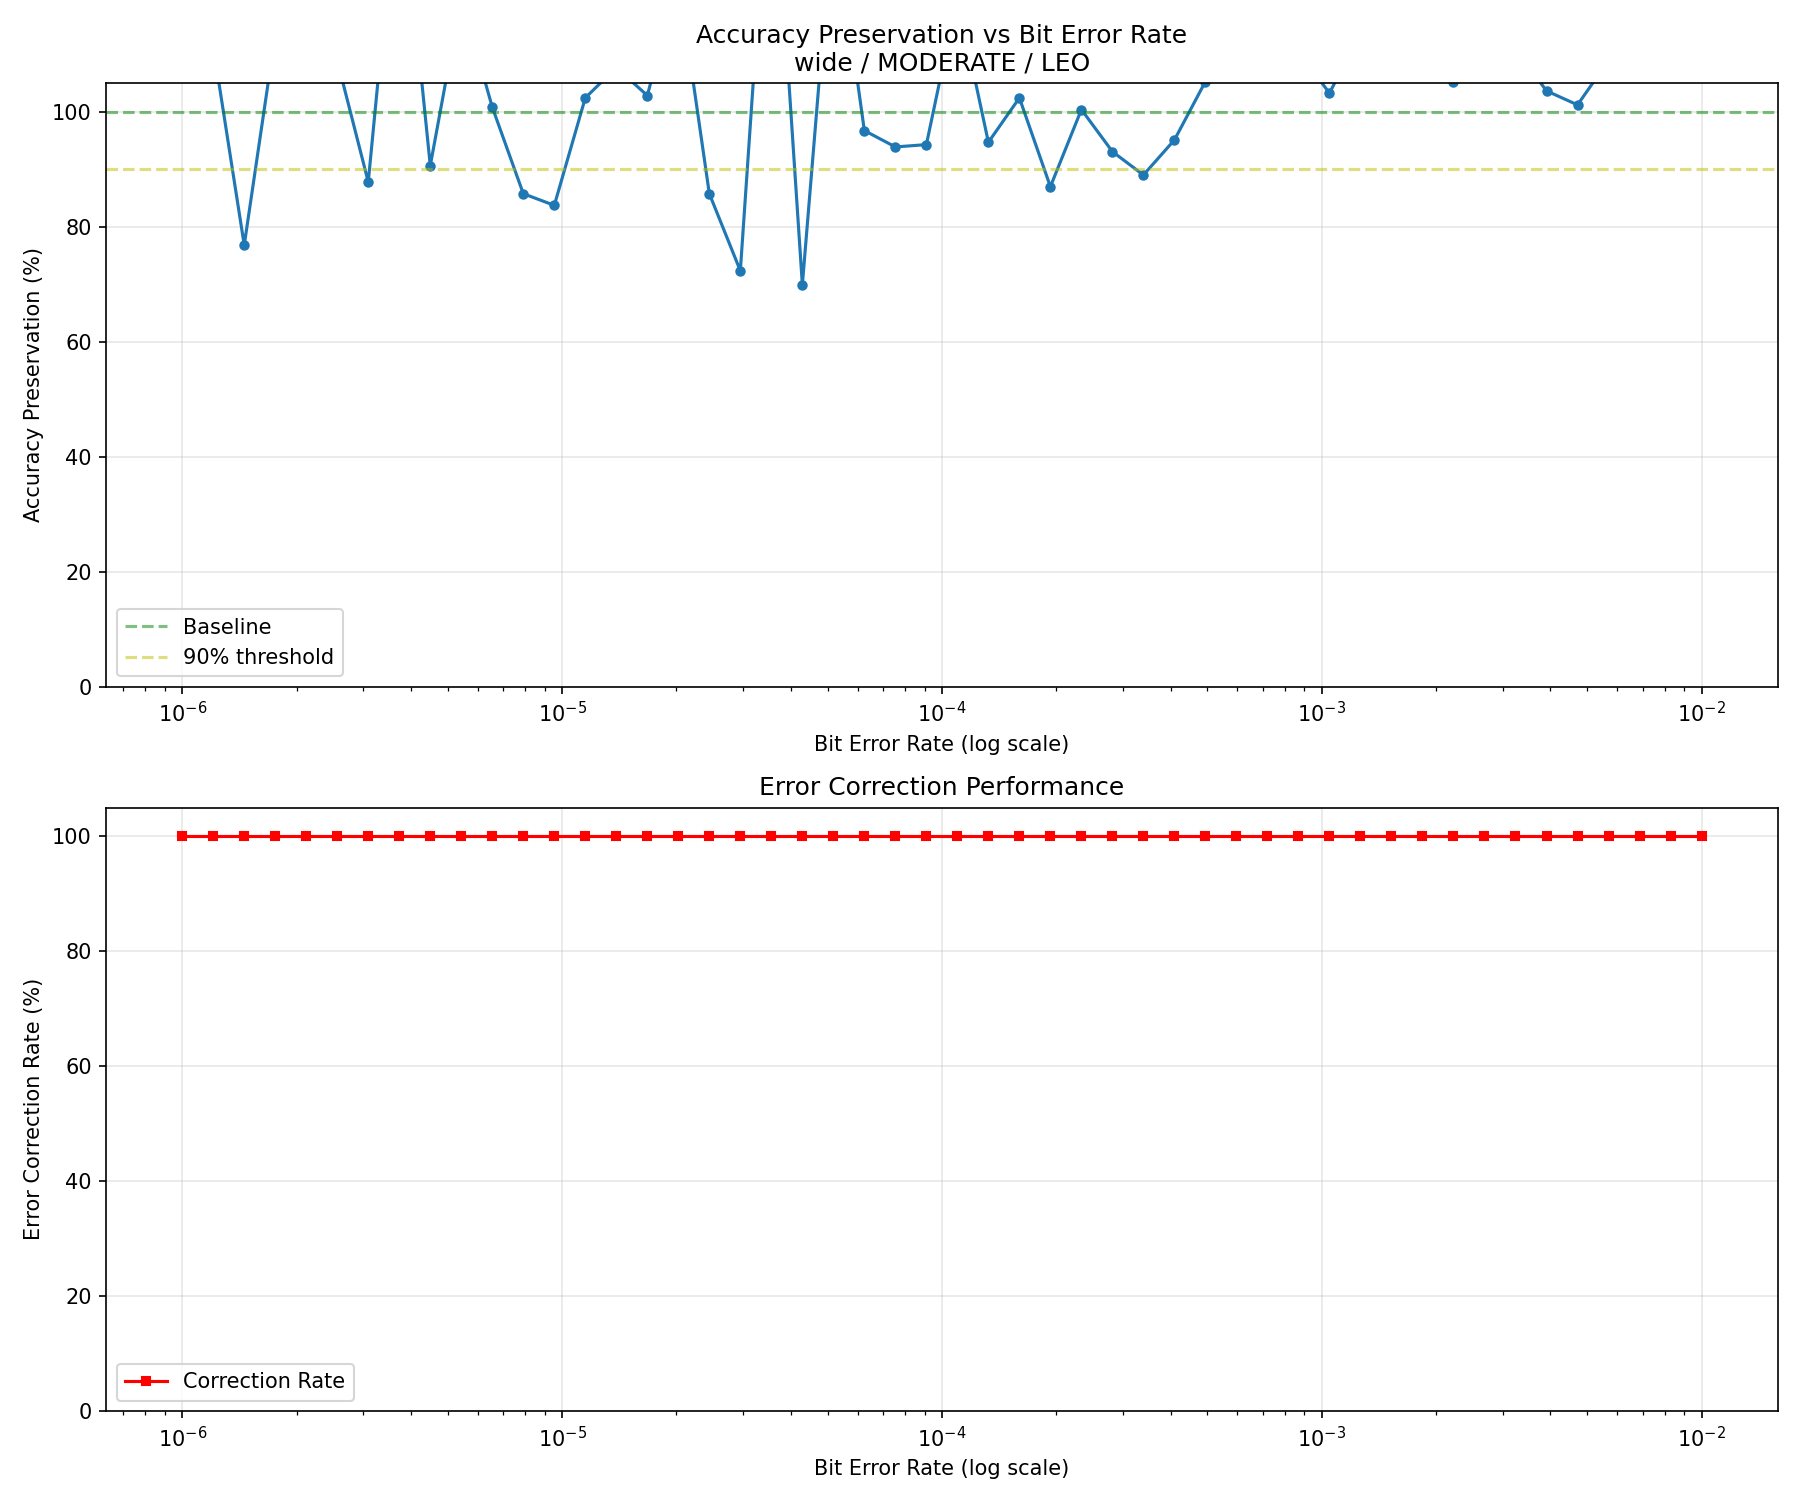 Accuracy Preservation vs Bit Error Rate
wide / MODERATE / LEO
Accuracy Preservation (%)
100
80
60
40
20
0
Baseline
90% threshold
10⁻⁶ 10⁻⁵ 10⁻⁴ 10⁻³ 10⁻²
Bit Error Rate (log scale)
Error Correction Performance
Error Correction Rate (%)
100
80
60
40
20
0
Correction Rate
10⁻⁶ 10⁻⁵ 10⁻⁴ 10⁻³ 10⁻²
Bit Error Rate (log scale)